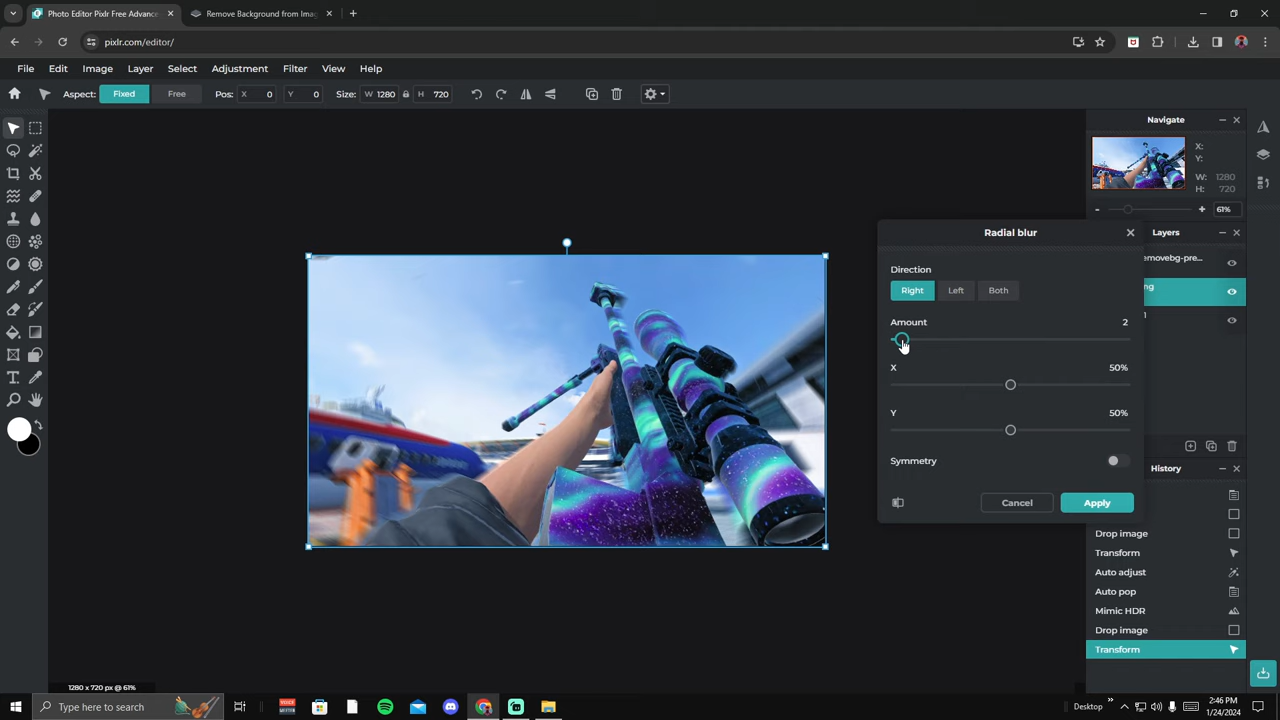 Photo Editor Pixlr Free Advance
Remove Background from Imag
pixlr.com/editor/
File Edit Image Layer Select Adjustment Filter View Help
Aspect: Fixed Free Pos: X 0 Y 0 Size: W 1280 H 720
Navigate
X:
Y:
W: 1280
H: 720
- + 61%
Radial blur
Layers
Direction
emovebg-pre...
Right Left Both
ng
Amount 2
X 50%
Y 50%
Symmetry
History
Cancel Apply
Drop image
Transform
Auto adjust
Auto pop
Mimic HDR
Drop image
Transform
1280 x 720 px @ 61%
Type here to search
Desktop
2:46 PM
1/24/2024